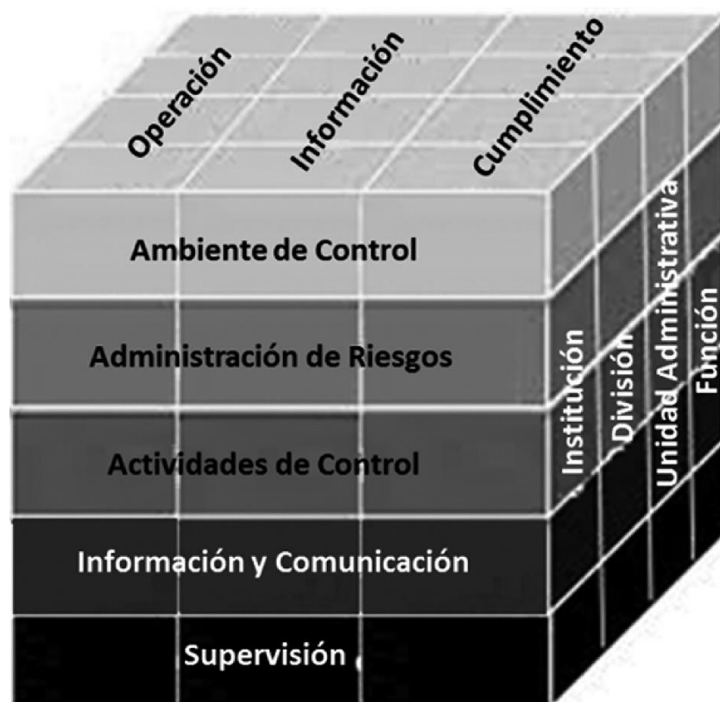 Operación
Información
Cumplimiento
Ambiente de Control
Administración de Riesgos
Actividades de Control
Información y Comunicación
Supervisión
Institución
División
Unidad Administrativa
Función